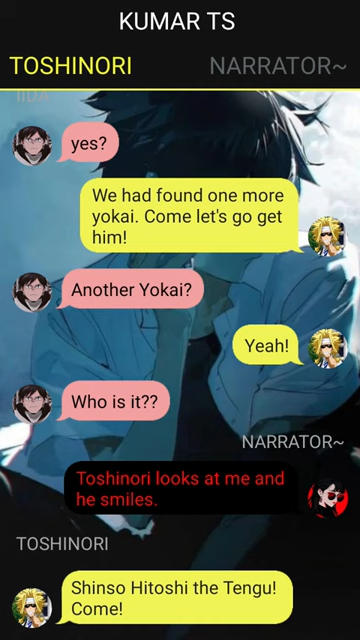 KUMAR TS
TOSHINORI
NARRATOR~
IIDA
yes?
We had found one more
yokai. Come let's go get
him!
Another Yokai?
Yeah!
Who is it??
NARRATOR~
Toshinori looks at me and
he smiles.
TOSHINORI
Shinso Hitoshi the Tengu!
Come!